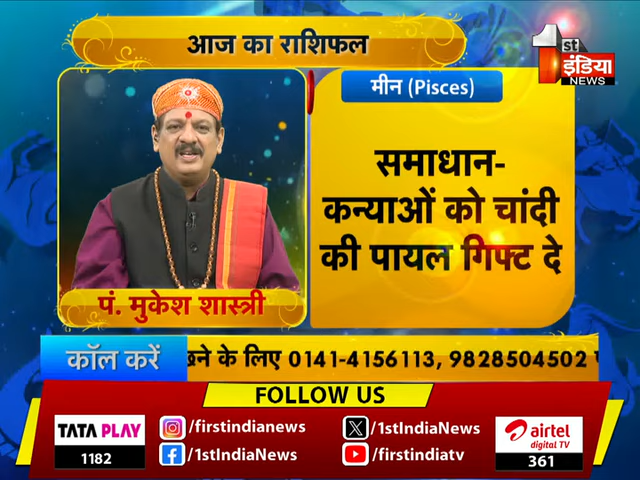 आज का राशिफल
1st
इंडिया
NEWS
मीन (Pisces)
समाधान-
कन्याओं को चांदी
की पायल गिफ्ट दे
पं. मुकेश शास्त्री
कॉल करें
के लिए 0141-4156113, 9828504502
FOLLOW US
TATA PLAY
1182
/firstindianews
/1stIndiaNews
/1stIndiaNews
/firstindiatv
airtel
digital TV
361